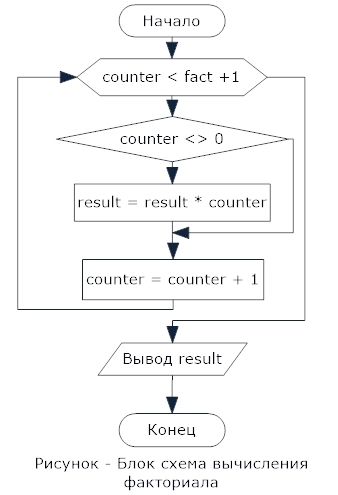 Начало
counter < fact +1
counter <> 0
result = result * counter
counter = counter + 1
Вывод result
Конец
Рисунок - Блок схема вычисления
факториала